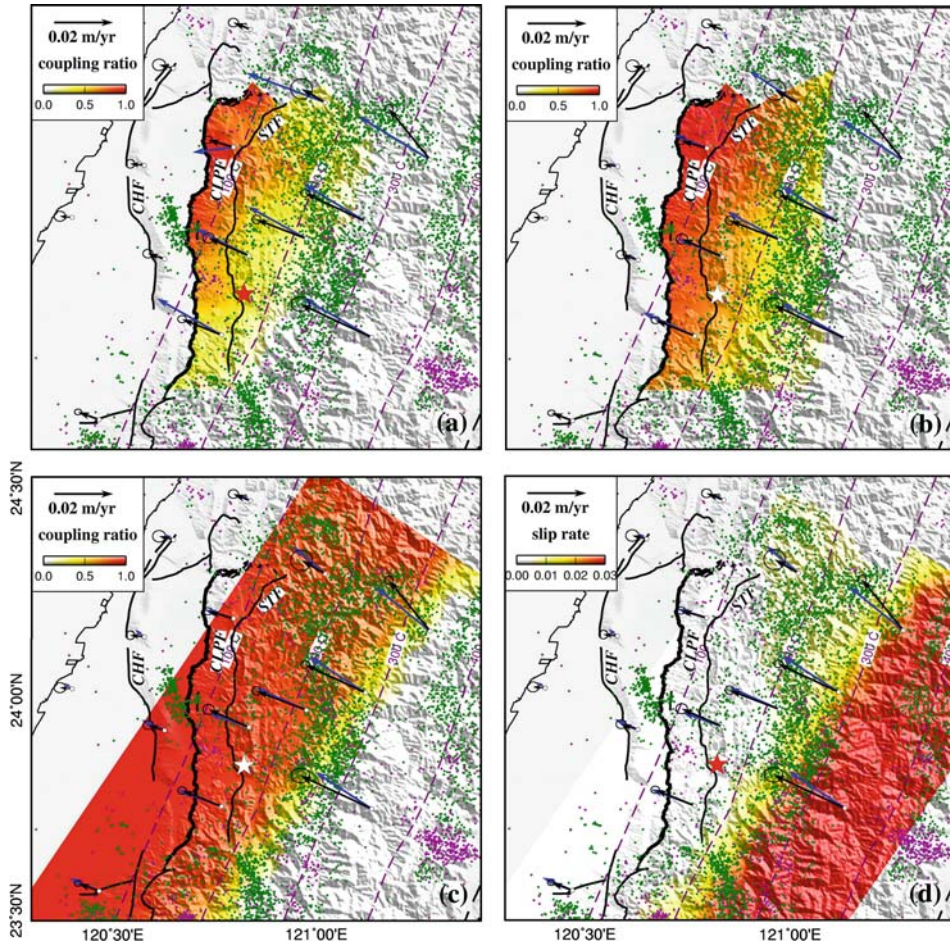 0.02 m/yr
coupling ratio
0.0 0.5 1.0
CHF
CLPF
STF
300 C
(a)
0.02 m/yr
coupling ratio
0.0 0.5 1.0
CHF
CLPF
STF
300 C
(b)
24˚30'N
24˚00'N
23˚30'N
0.02 m/yr
coupling ratio
0.0 0.5 1.0
CHF
CLPF
STF
300 C
(c)
120˚30'E
121˚00'E
0.02 m/yr
slip rate
0.00 0.01 0.02 0.03
CHF
CLPF
STF
300 C
(d)
120˚30'E
121˚00'E